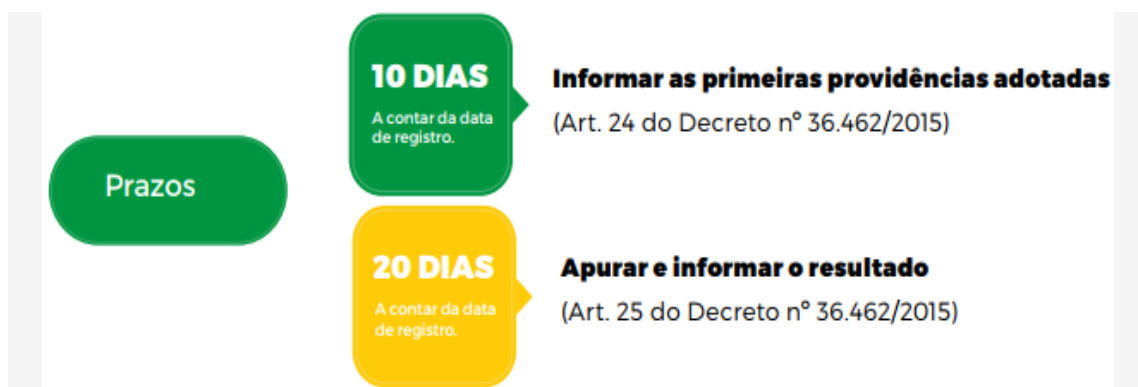 Prazos
10 DIAS
A contar da data
de registro.
Informar as primeiras providências adotadas
(Art. 24 do Decreto nº 36.462/2015)
20 DIAS
A contar da data
de registro.
Apurar e informar o resultado
(Art. 25 do Decreto nº 36.462/2015)